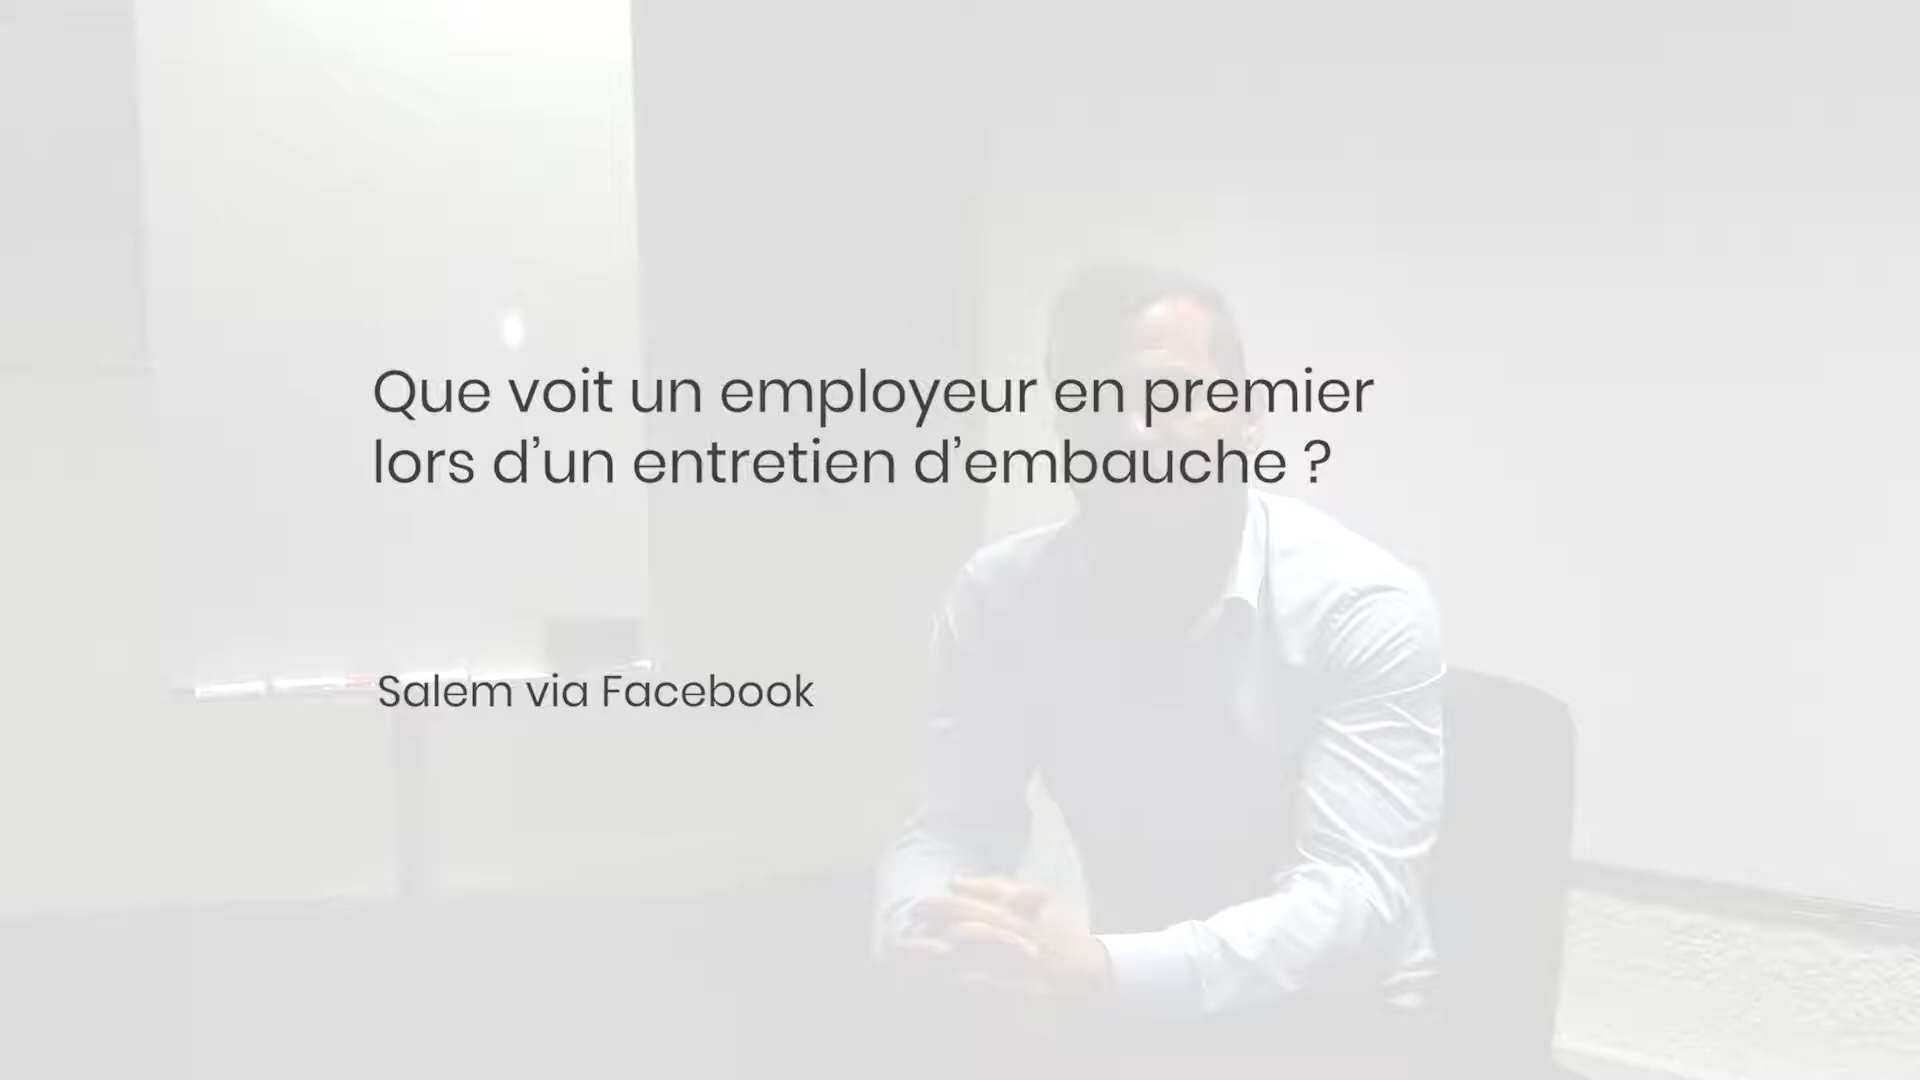 Que voit un employeur en premier
lors d’un entretien d’embauche ?
Salem via Facebook